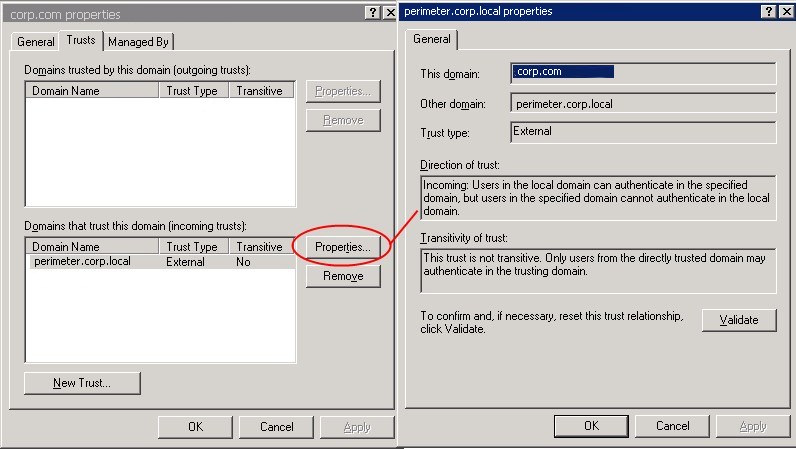 corp.com properties
General
Trusts
Managed By
Domains trusted by this domain (outgoing trusts):
Domain Name Trust Type Transitive
Properties...
Remove
Domains that trust this domain (incoming trusts):
Domain Name Trust Type Transitive
perimeter.corp.local External No
Properties...
Remove
New Trust...
OK Cancel Apply
perimeter.corp.local properties
General
This domain: corp.com
Other domain: perimeter.corp.local
Trust type: External
Direction of trust:
Incoming: Users in the local domain can authenticate in the specified
domain, but users in the specified domain cannot authenticate in the local
domain.
Transitivity of trust:
This trust is not transitive. Only users from the directly trusted domain may
authenticate in the trusting domain.
To confirm and, if necessary, reset this trust relationship,
click Validate.
Validate
OK Cancel Apply